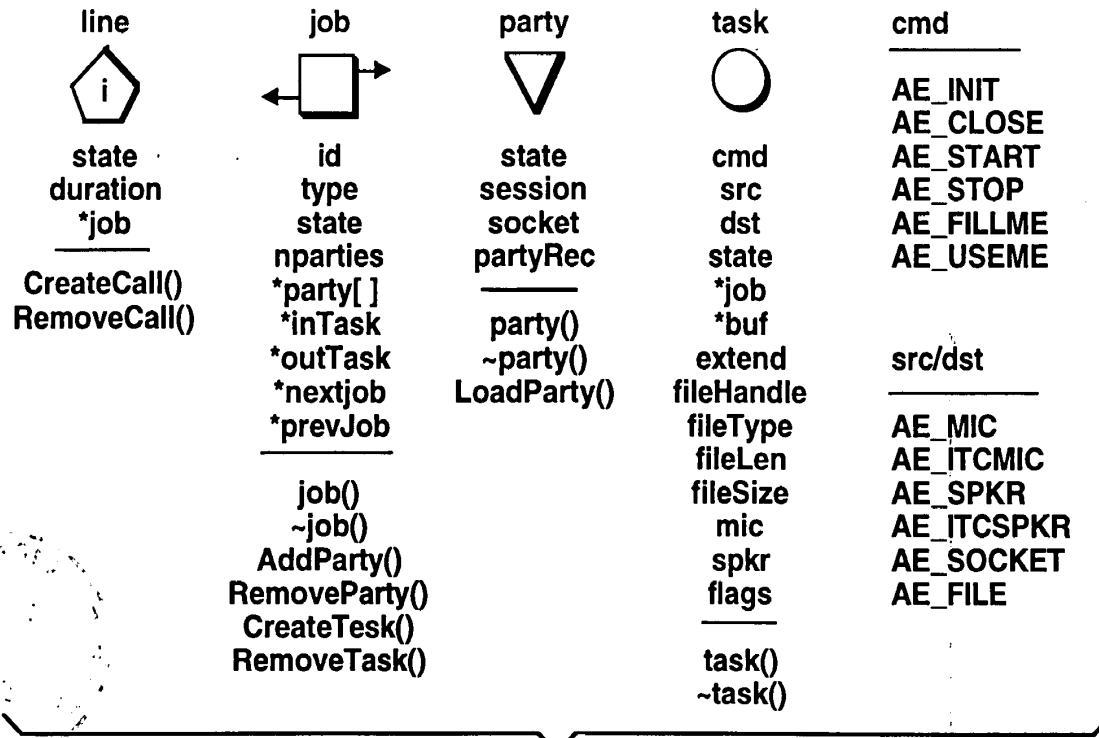 line
i
state
duration
*job
CreateCall()
RemoveCall()
job
id
type
state
nparties
*party[ ]
*inTask
*outTask
*nextjob
*prevJob
job()
~job()
AddParty()
RemoveParty()
CreateTesk()
RemoveTask()
party
state
session
socket
partyRec
party()
~party()
LoadParty()
task
cmd
src
dst
state
*job
*buf
extend
fileHandle
fileType
fileLen
fileSize
mic
spkr
flags
task()
~task()
cmd
AE_INIT
AE_CLOSE
AE_START
AE_STOP
AE_FILLME
AE_USEME
src/dst
AE_MIC
AE_ITCMIC
AE_SPKR
AE_ITCSPKR
AE_SOCKET
AE_FILE